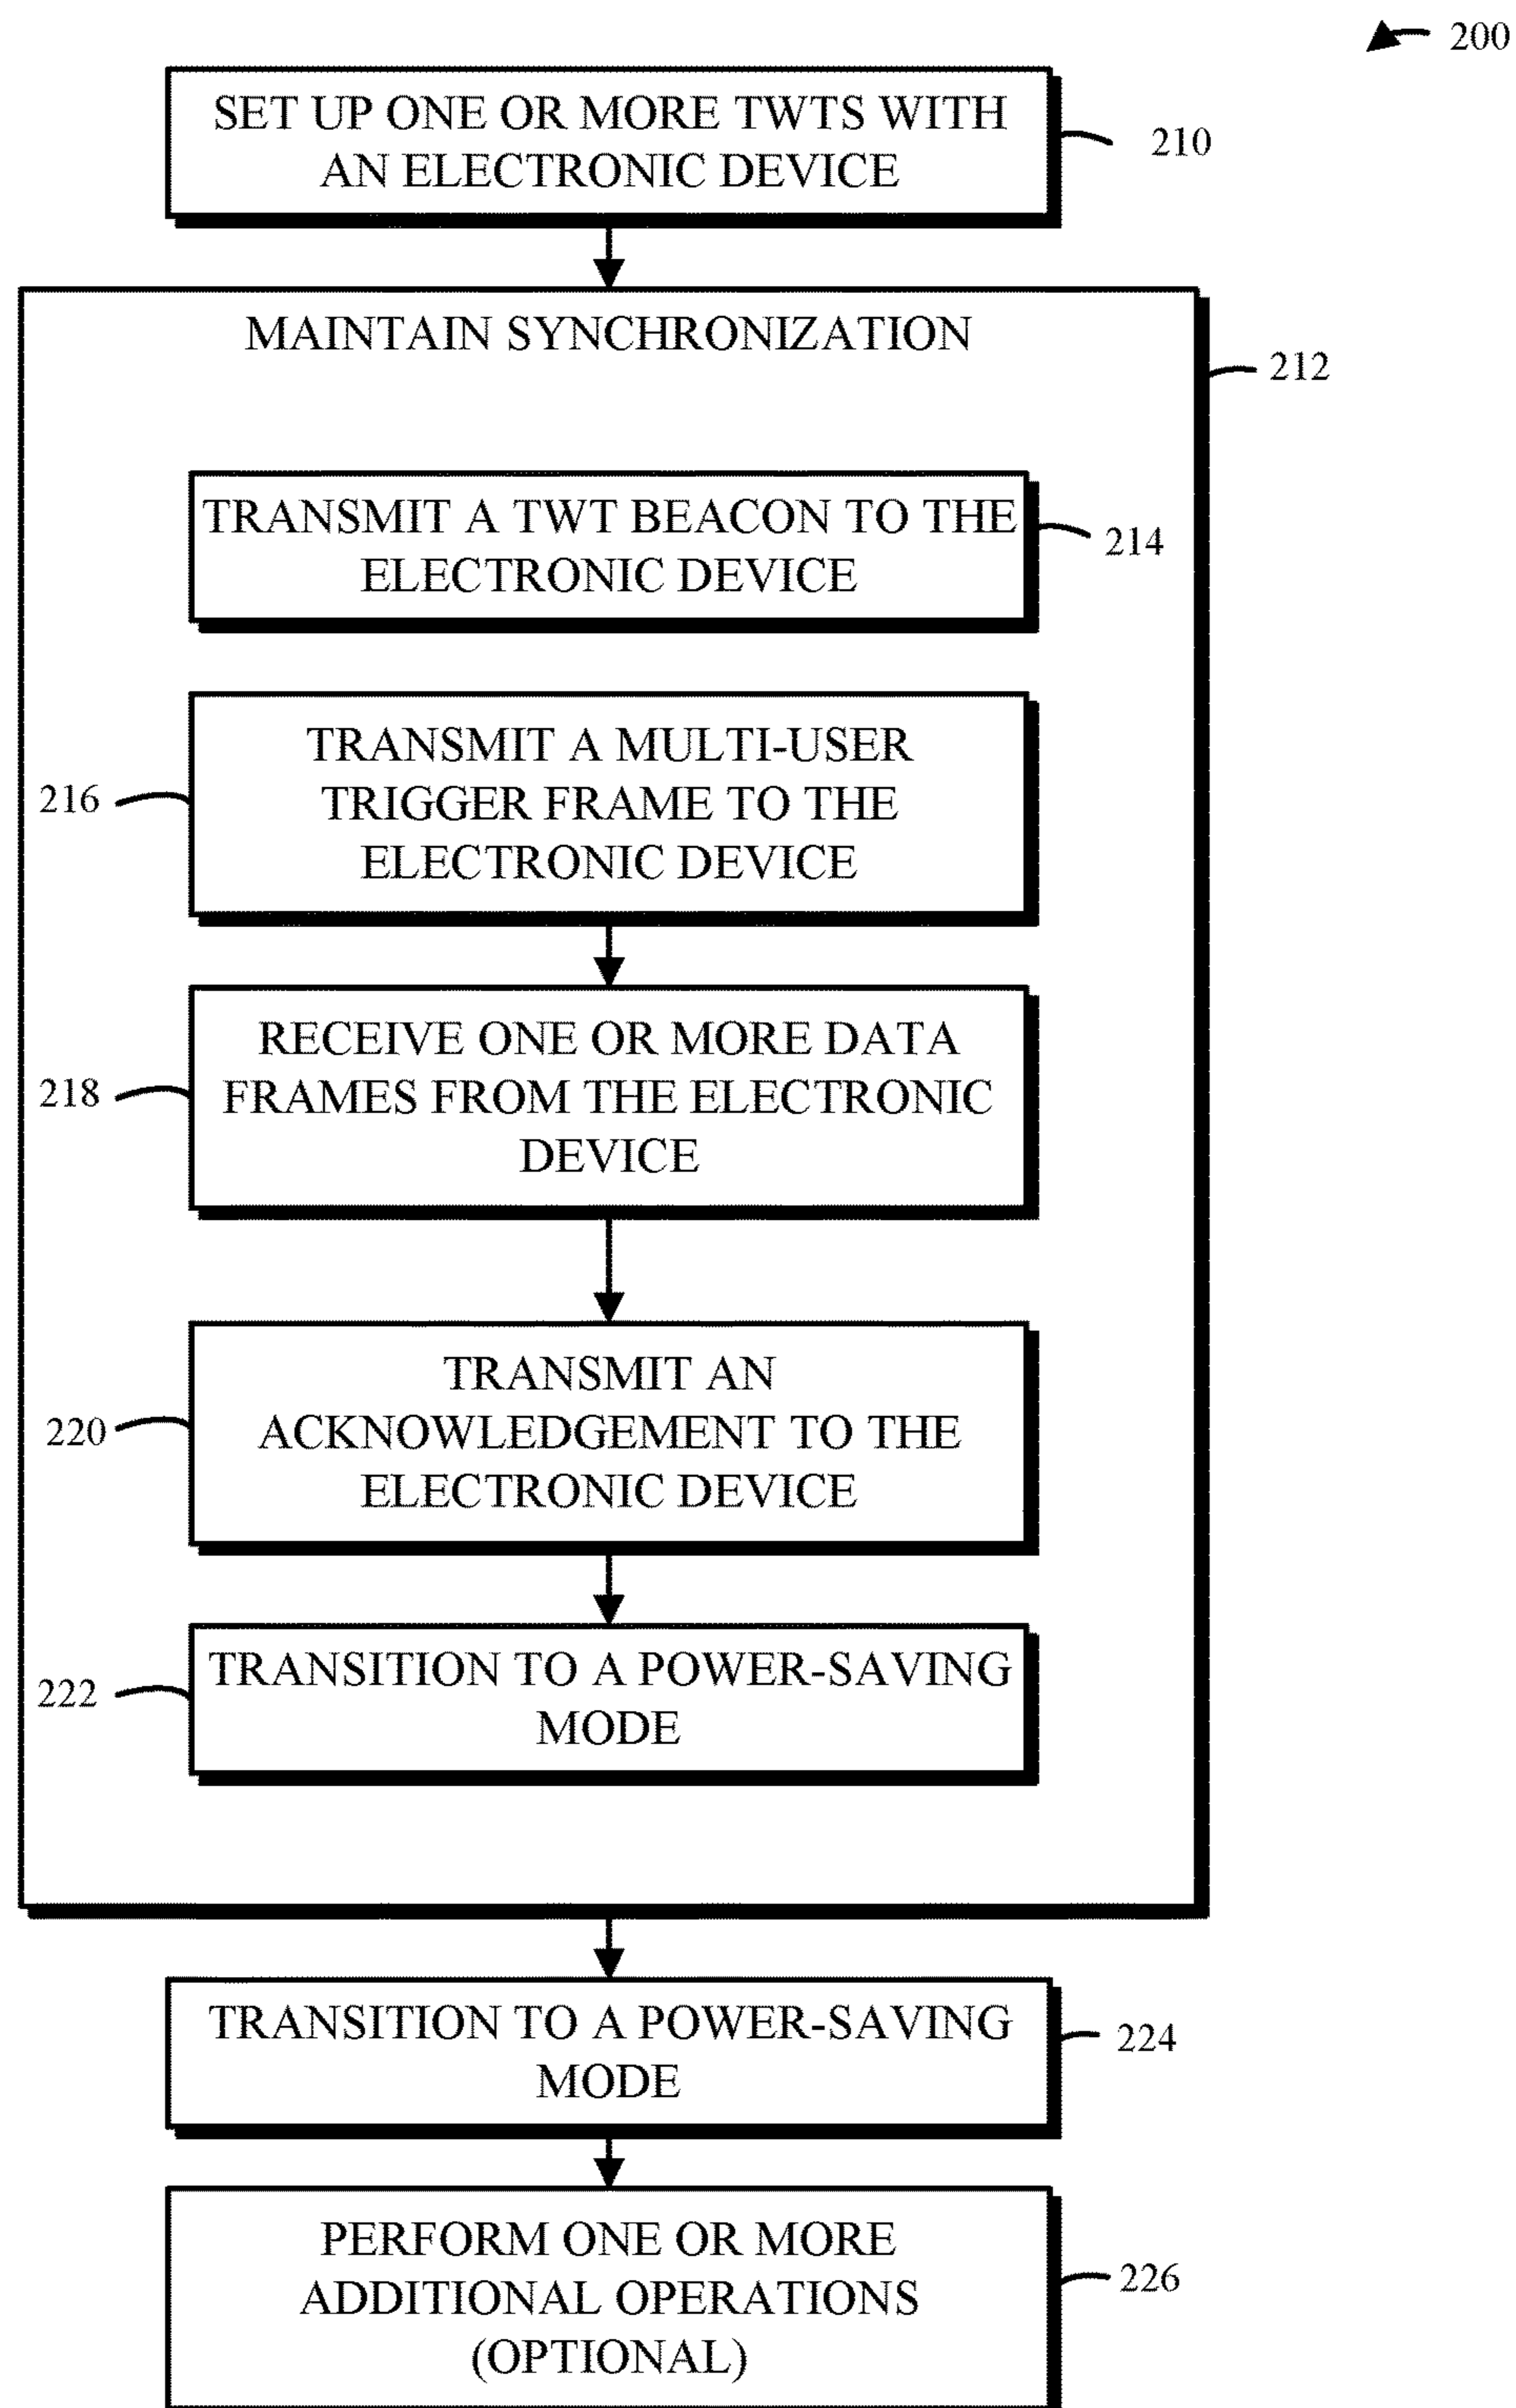 200
SET UP ONE OR MORE TWTS WITH
AN ELECTRONIC DEVICE
210
MAINTAIN SYNCHRONIZATION
212
TRANSMIT A TWT BEACON TO THE
ELECTRONIC DEVICE
214
TRANSMIT A MULTI-USER
TRIGGER FRAME TO THE
ELECTRONIC DEVICE
216
RECEIVE ONE OR MORE DATA
FRAMES FROM THE ELECTRONIC
DEVICE
218
TRANSMIT AN
ACKNOWLEDGEMENT TO THE
ELECTRONIC DEVICE
220
TRANSITION TO A POWER-SAVING
MODE
222
TRANSITION TO A POWER-SAVING
MODE
224
PERFORM ONE OR MORE
ADDITIONAL OPERATIONS
(OPTIONAL)
226